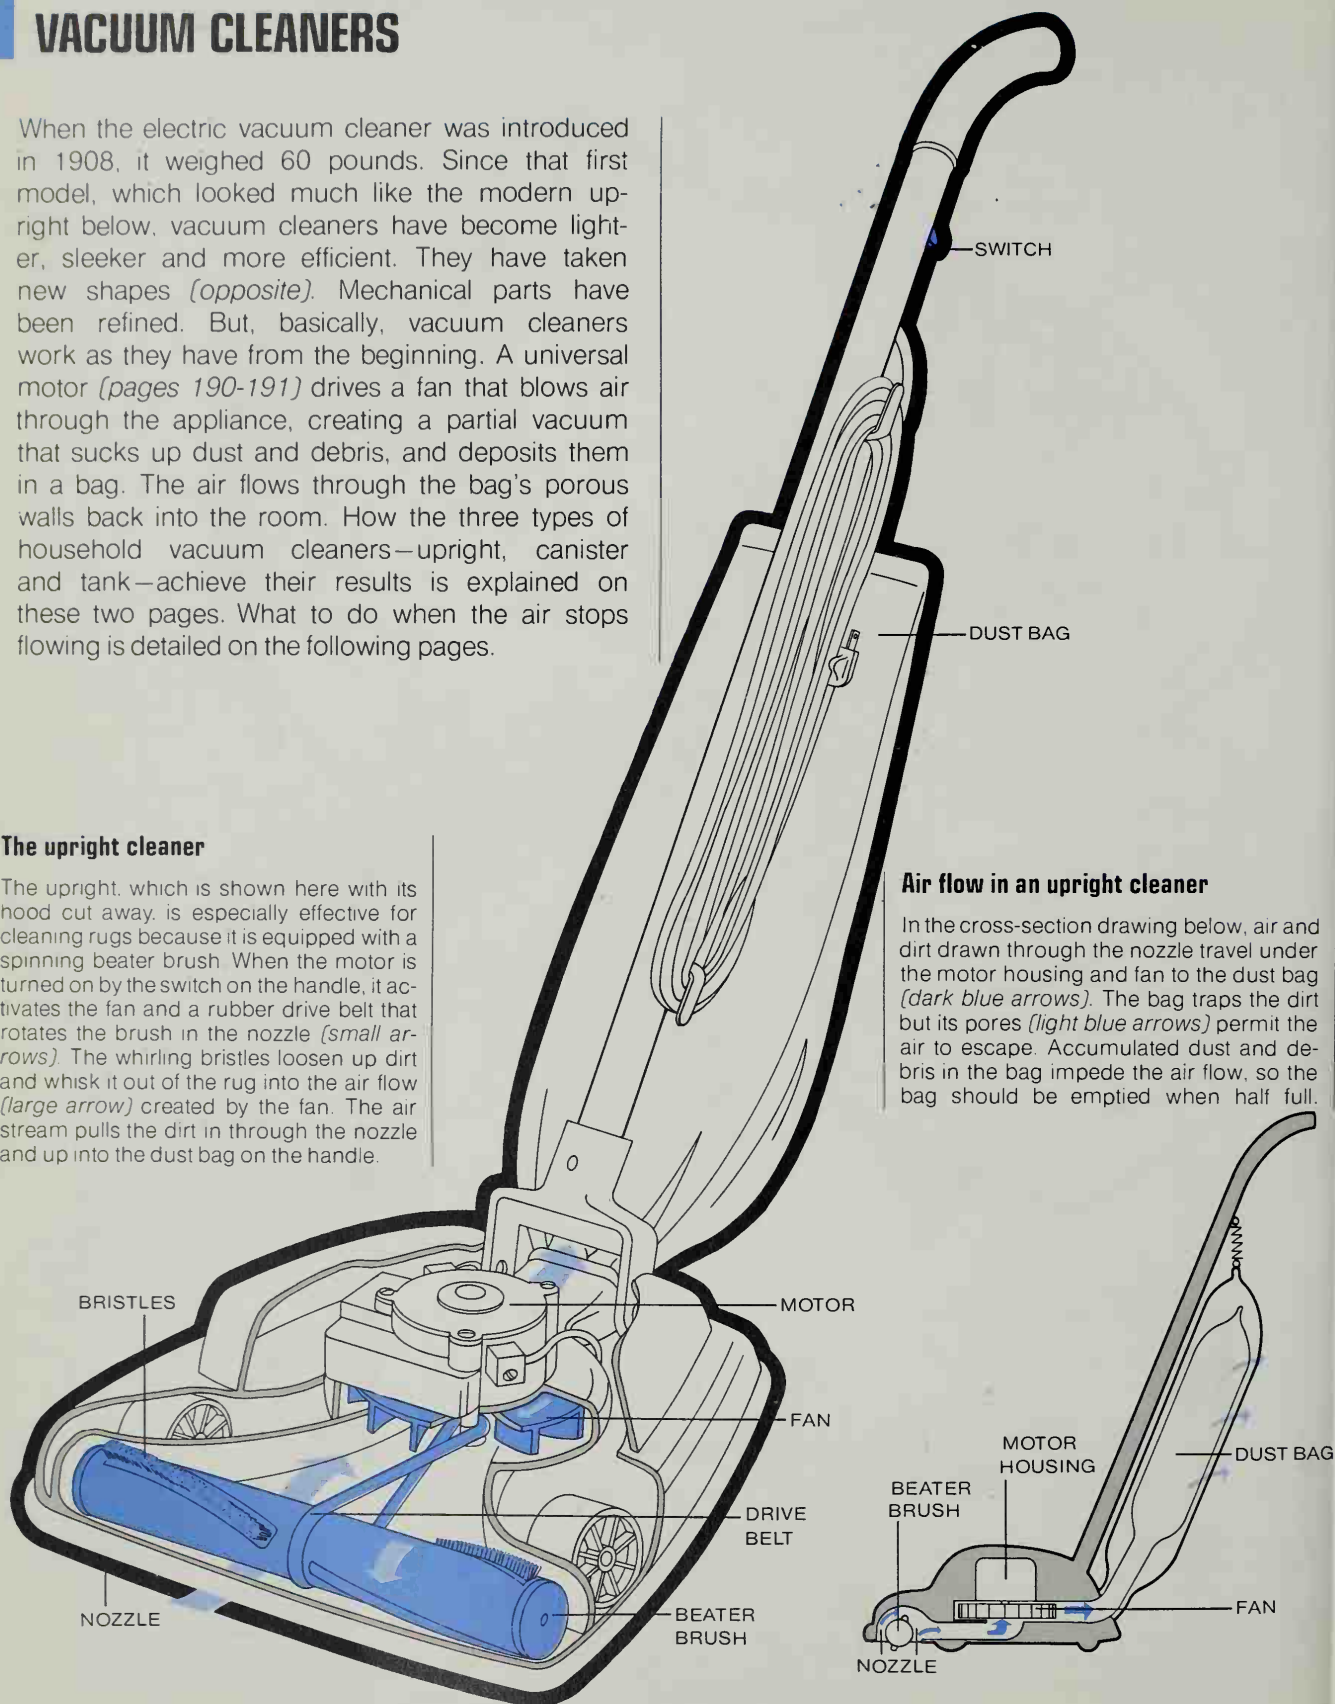 VACUUM CLEANERS
When the electric vacuum cleaner was introduced
in 1908, it weighed 60 pounds. Since that first
model, which looked much like the modern up-
right below, vacuum cleaners have become light-
er, sleeker and more efficient. They have taken
new shapes (opposite). Mechanical parts have
been refined. But, basically, vacuum cleaners
work as they have from the beginning. A universal
motor (pages 190-191) drives a fan that blows air
through the appliance, creating a partial vacuum
that sucks up dust and debris, and deposits them
in a bag. The air flows through the bag's porous
walls back into the room. How the three types of
household vacuum cleaners—upright, canister
and tank—achieve their results is explained on
these two pages. What to do when the air stops
flowing is detailed on the following pages.
SWITCH
DUST BAG
The upright cleaner
The upright. which is shown here with its
hood cut away. is especially effective for
cleaning rugs because it is equipped with a
spinning beater brush When the motor is
turned on by the switch on the handle, it ac-
tivates the fan and a rubber drive belt that
rotates the brush in the nozzle (small ar-
rows). The whirling bristles loosen up dirt
and whisk it out of the rug into the air flow
(large arrow) created by the fan. The air
stream pulls the dirt in through the nozzle
and up into the dust bag on the handle.
Air flow in an upright cleaner
In the cross-section drawing below, air and
dirt drawn through the nozzle travel under
the motor housing and fan to the dust bag
(dark blue arrows). The bag traps the dirt
but its pores (light blue arrows) permit the
air to escape. Accumulated dust and de-
bris in the bag impede the air flow, so the
bag should be emptied when half full.
BRISTLES
MOTOR
FAN
DRIVE
BELT
NOZZLE
BEATER
BRUSH
MOTOR
HOUSING
DUST BAG
BEATER
BRUSH
FAN
NOZZLE